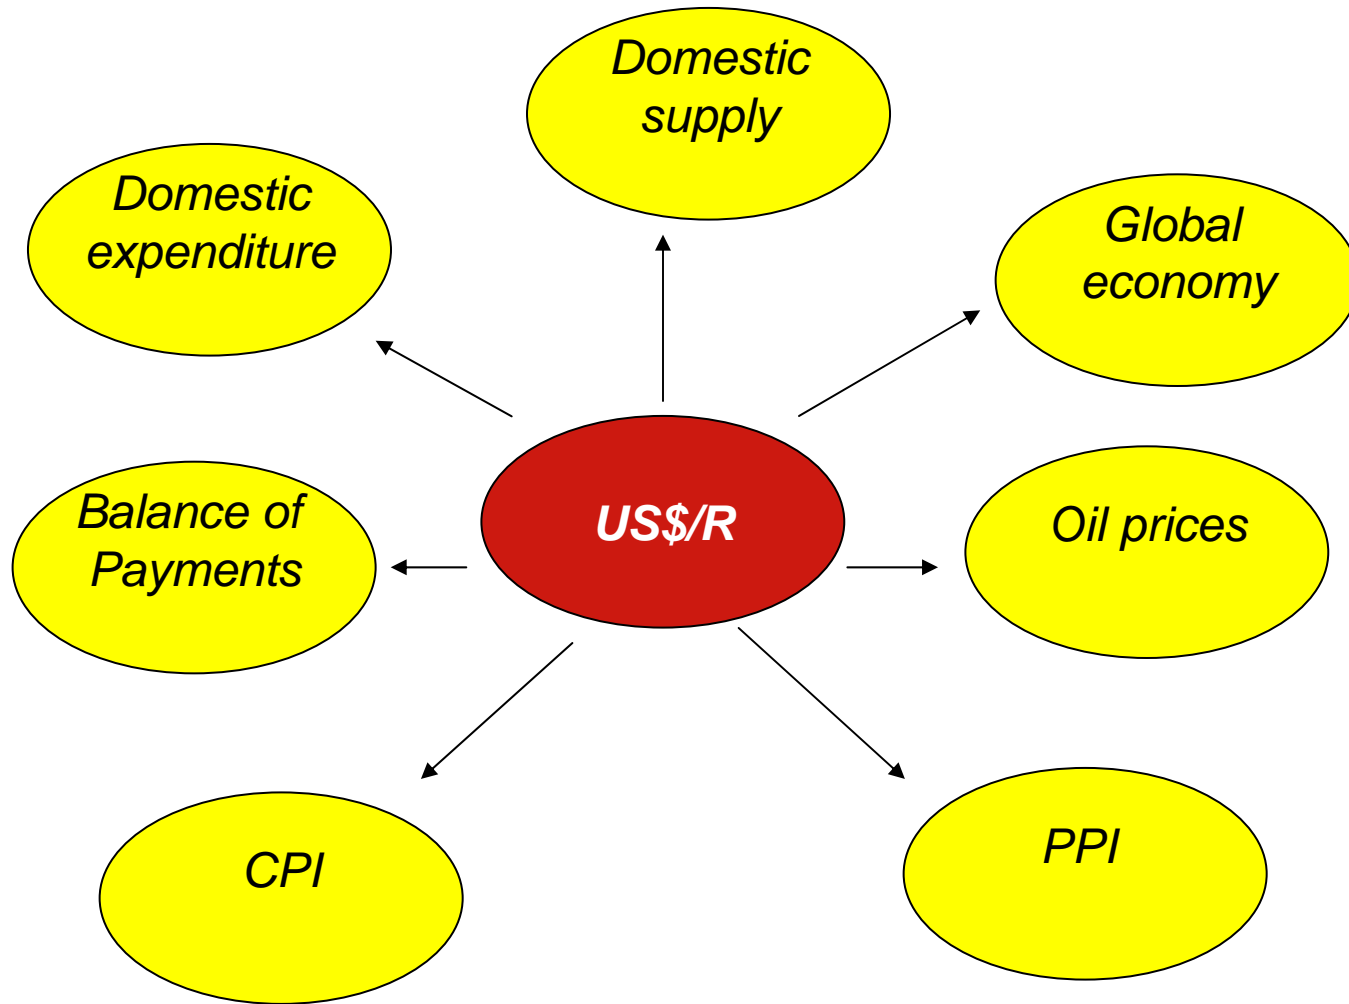 Domestic
supply
Domestic
expenditure
Global
economy
Balance of
Payments
US$/R
Oil prices
CPI
PPI